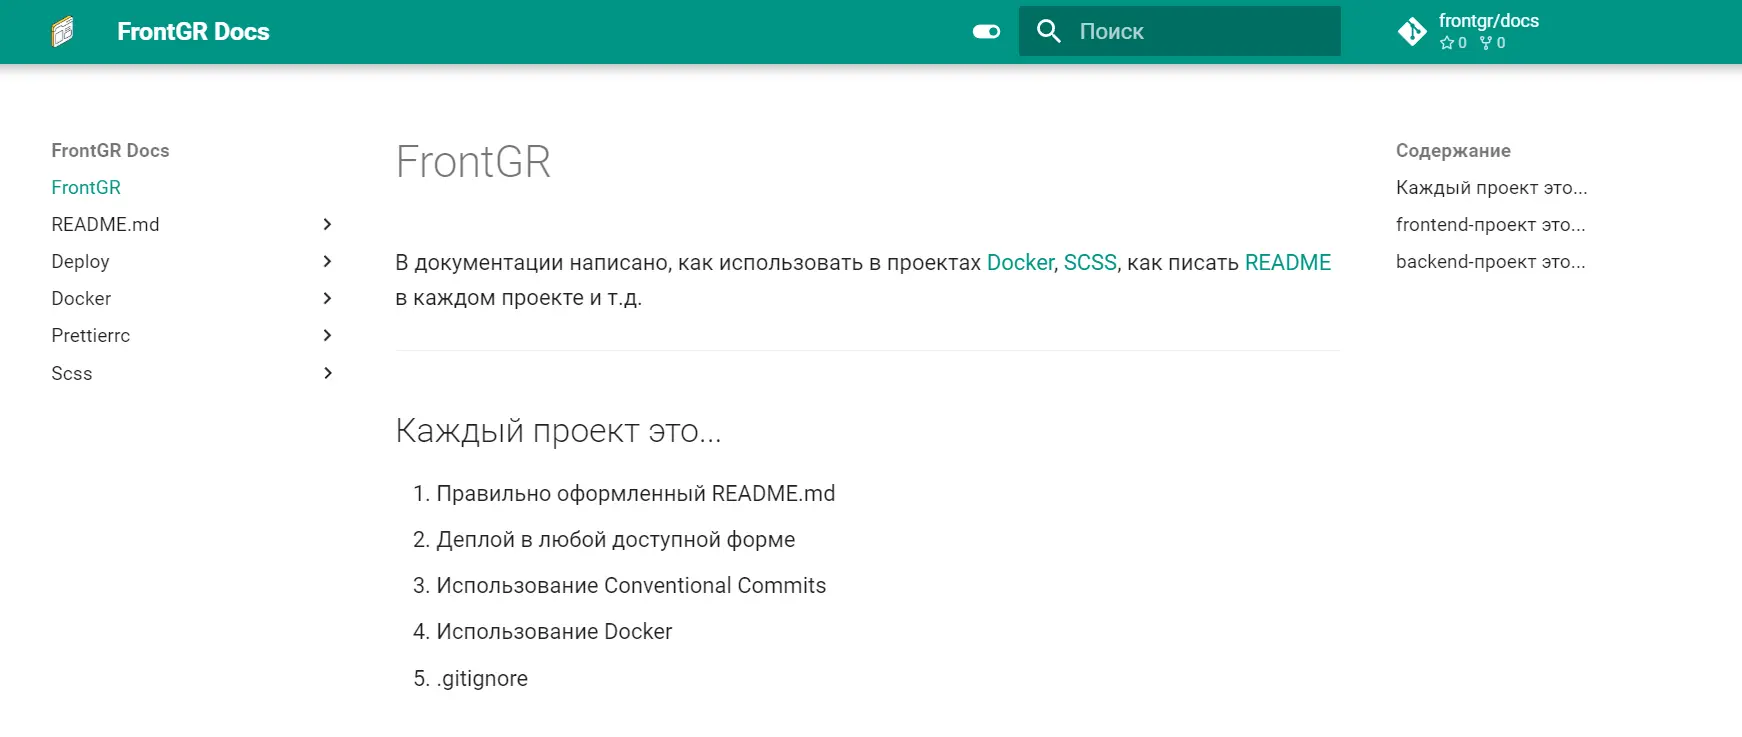 FrontGR Docs
Поиск
frontgr/docs
0 0
FrontGR Docs
FrontGR
README.md
Deploy
Docker
Prettierrc
Scss
FrontGR
В документации написано, как использовать в проектах Docker, SCSS, как писать README
в каждом проекте и т.д.
Каждый проект это...
1. Правильно оформленный README.md
2. Деплой в любой доступной форме
3. Использование Conventional Commits
4. Использование Docker
5. .gitignore
Содержание
Каждый проект это...
frontend-проект это...
backend-проект это...